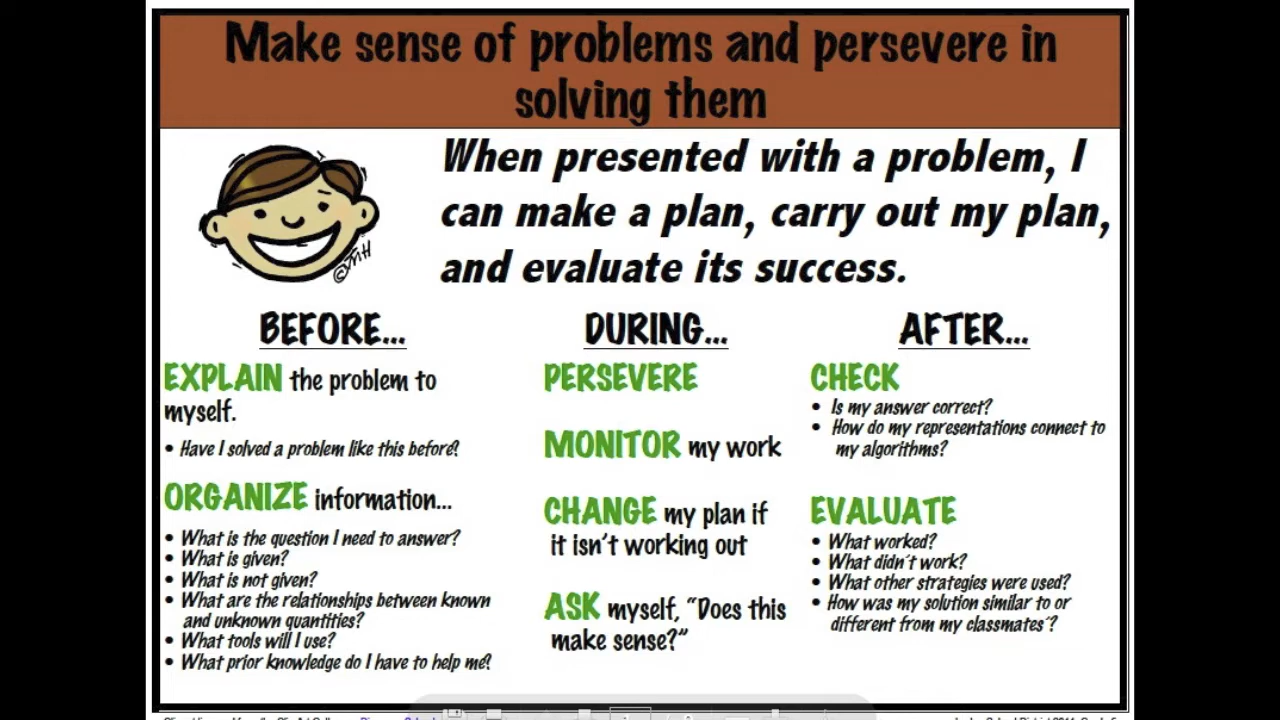 Make sense of problems and persevere in
solving them
When presented with a problem, I
can make a plan, carry out my plan,
and evaluate its success.
©JMH
BEFORE...
EXPLAIN the problem to
myself.
• Have I solved a problem like this before?
ORGANIZE information...
• What is the question I need to answer?
• What is given?
• What is not given?
• What are the relationships between known
and unknown quantities?
• What tools will I use?
• What prior knowledge do I have to help me?
DURING...
PERSEVERE
MONITOR my work
CHANGE my plan if
it isn't working out
ASK myself, "Does this
make sense?"
AFTER...
CHECK
• Is my answer correct?
• How do my representations connect to
my algorithms?
EVALUATE
• What worked?
• What didn't work?
• What other strategies were used?
• How was my solution similar to or
different from my classmates'?